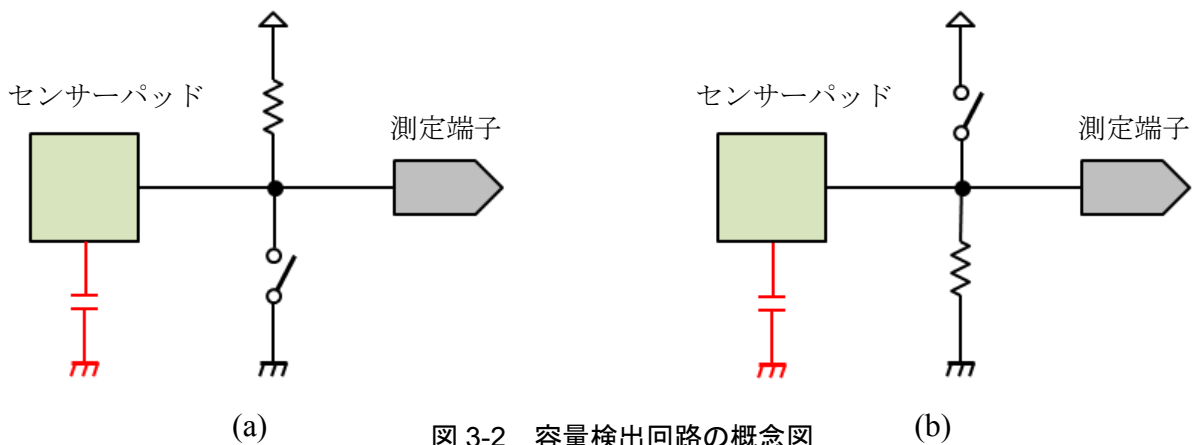 センサーパッド
測定端子
センサーパッド
測定端子
(a)
図 3-2 容量検出回路の概念図
(b)